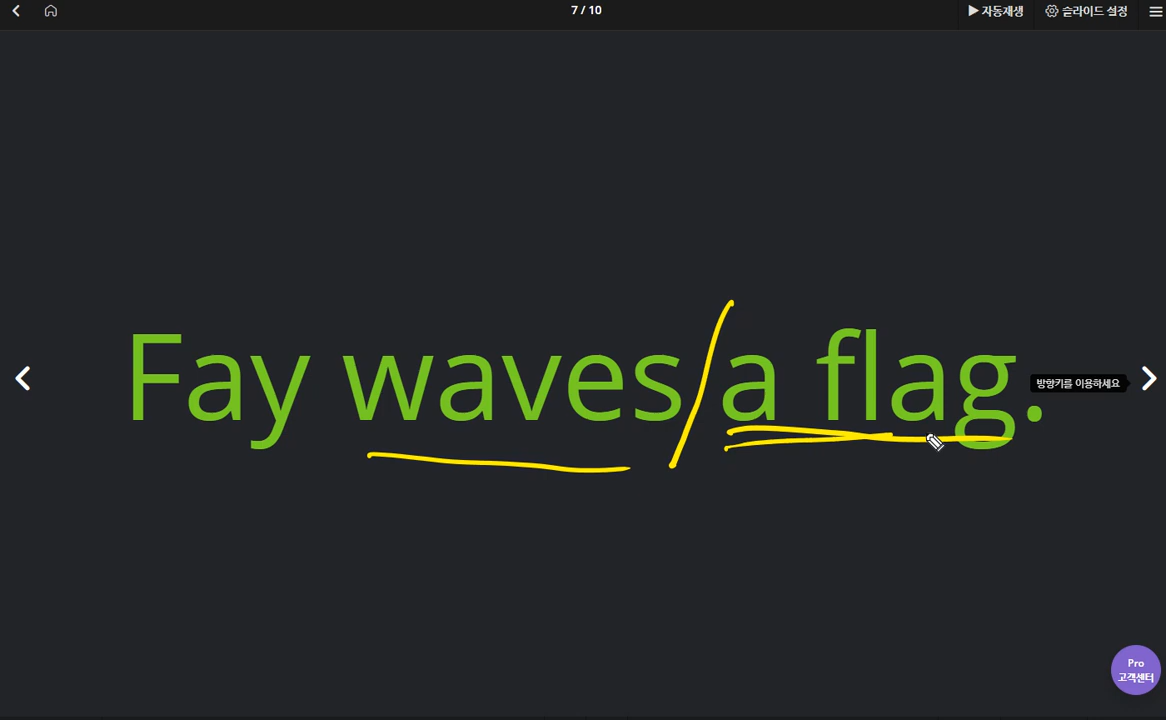 7 / 10
▶ 자동재생
슬라이드 설정
Fay waves/a flag.
방향키를 이용하세요
Pro
고객센터